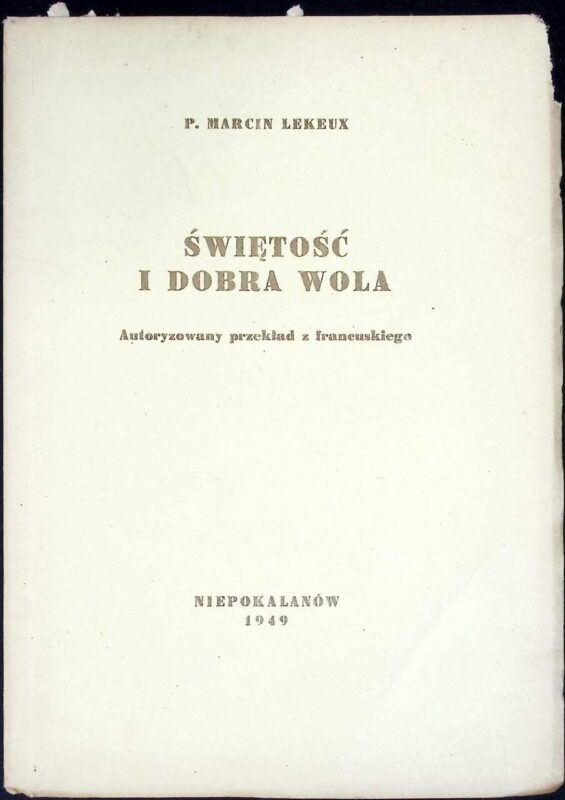 P. MARCIN LEKEUX
ŚWIĘTOŚĆ
I DOBRA WOLA
Autoryzowany przekład z francuskiego
NIEPOKALANÓW
1949